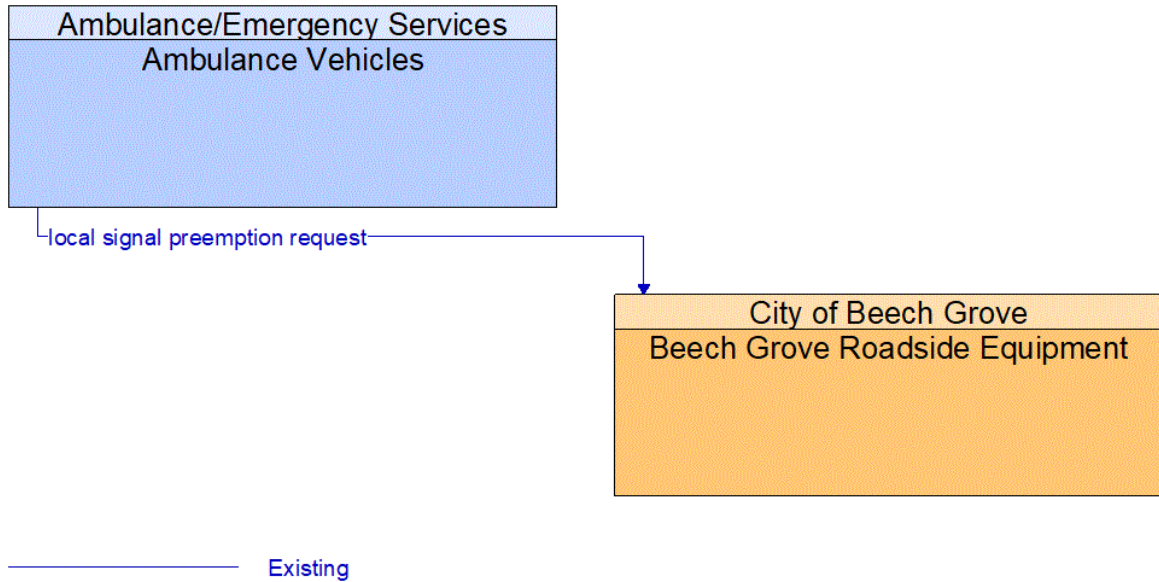 Ambulance/Emergency Services
Ambulance Vehicles
local signal preemption request
City of Beech Grove
Beech Grove Roadside Equipment
Existing